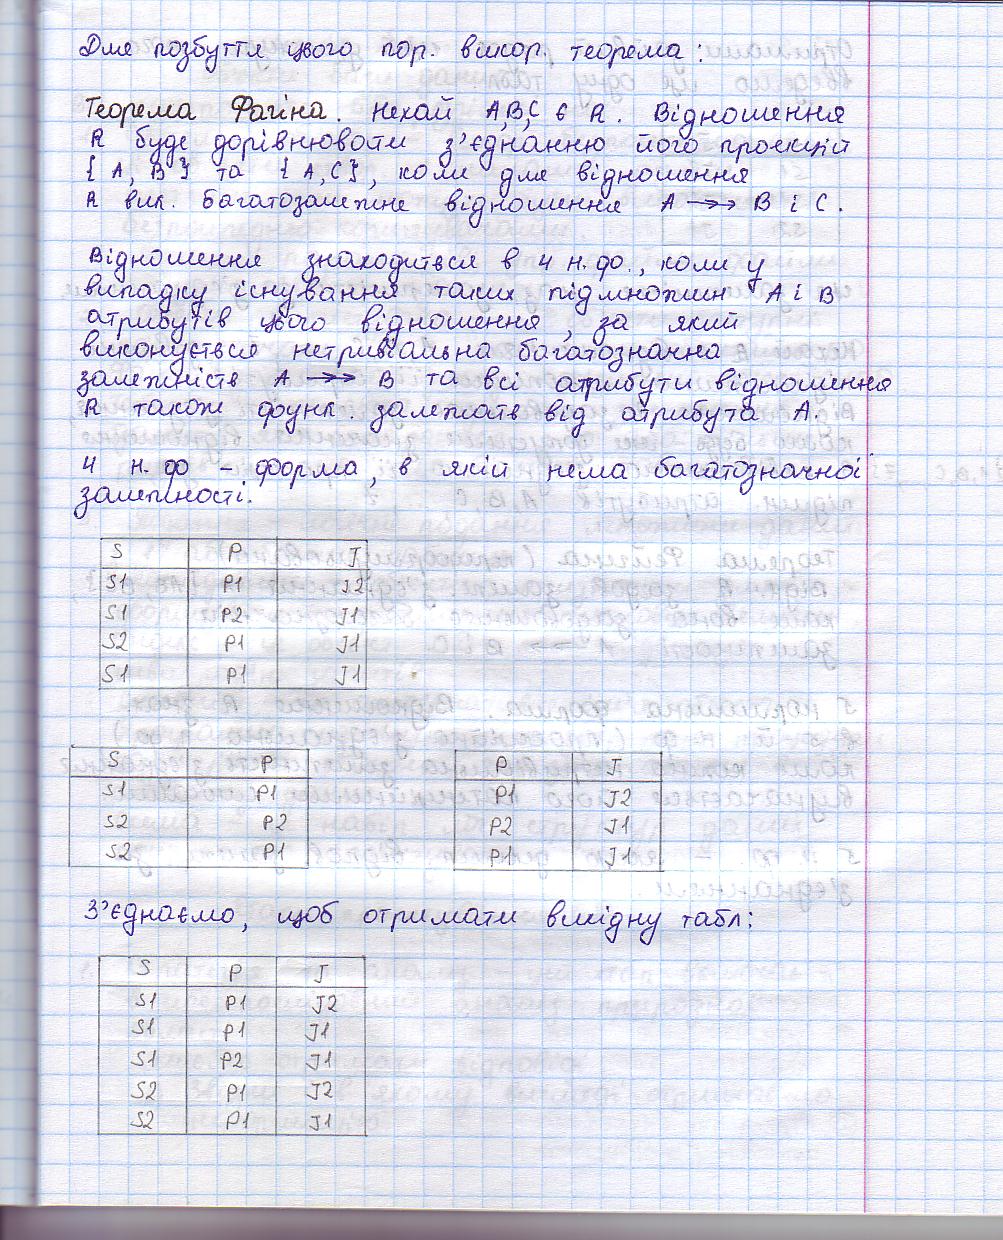 Для позбуття цього пор. викор. теорема:
Теорема Фагіна. Нехай A,B,C є R. Відношення
R буде дорівнювати з'єднанню його проекцій
{A, B} та {A,C}, коли для відношення
R вик. багатозалежне відношення A →→ B і C.
Відношення знаходиться в 4 н.ф., коли у
випадку існування таких підмножин A і B
атрибутів цього відношення, за який
виконується нетривіальна багатозначна
залежність A →→ B та всі атрибути відношення
R також функ залежать від атрибута A.
4 н.ф - форма, в якій нема багатозначної
залежності.
S P J
S1 P1 J2
S1 P2 J1
S2 P1 J1
S1 P1 J1
S P
S1 P1
S2 P2
S2 P1
P J
P1 J2
P2 J1
P1 J1
З'єднаємо, щоб отримати вихідну табл:
S P J
S1 P1 J2
S1 P1 J1
S1 P2 J1
S2 P1 J2
S2 P1 J1